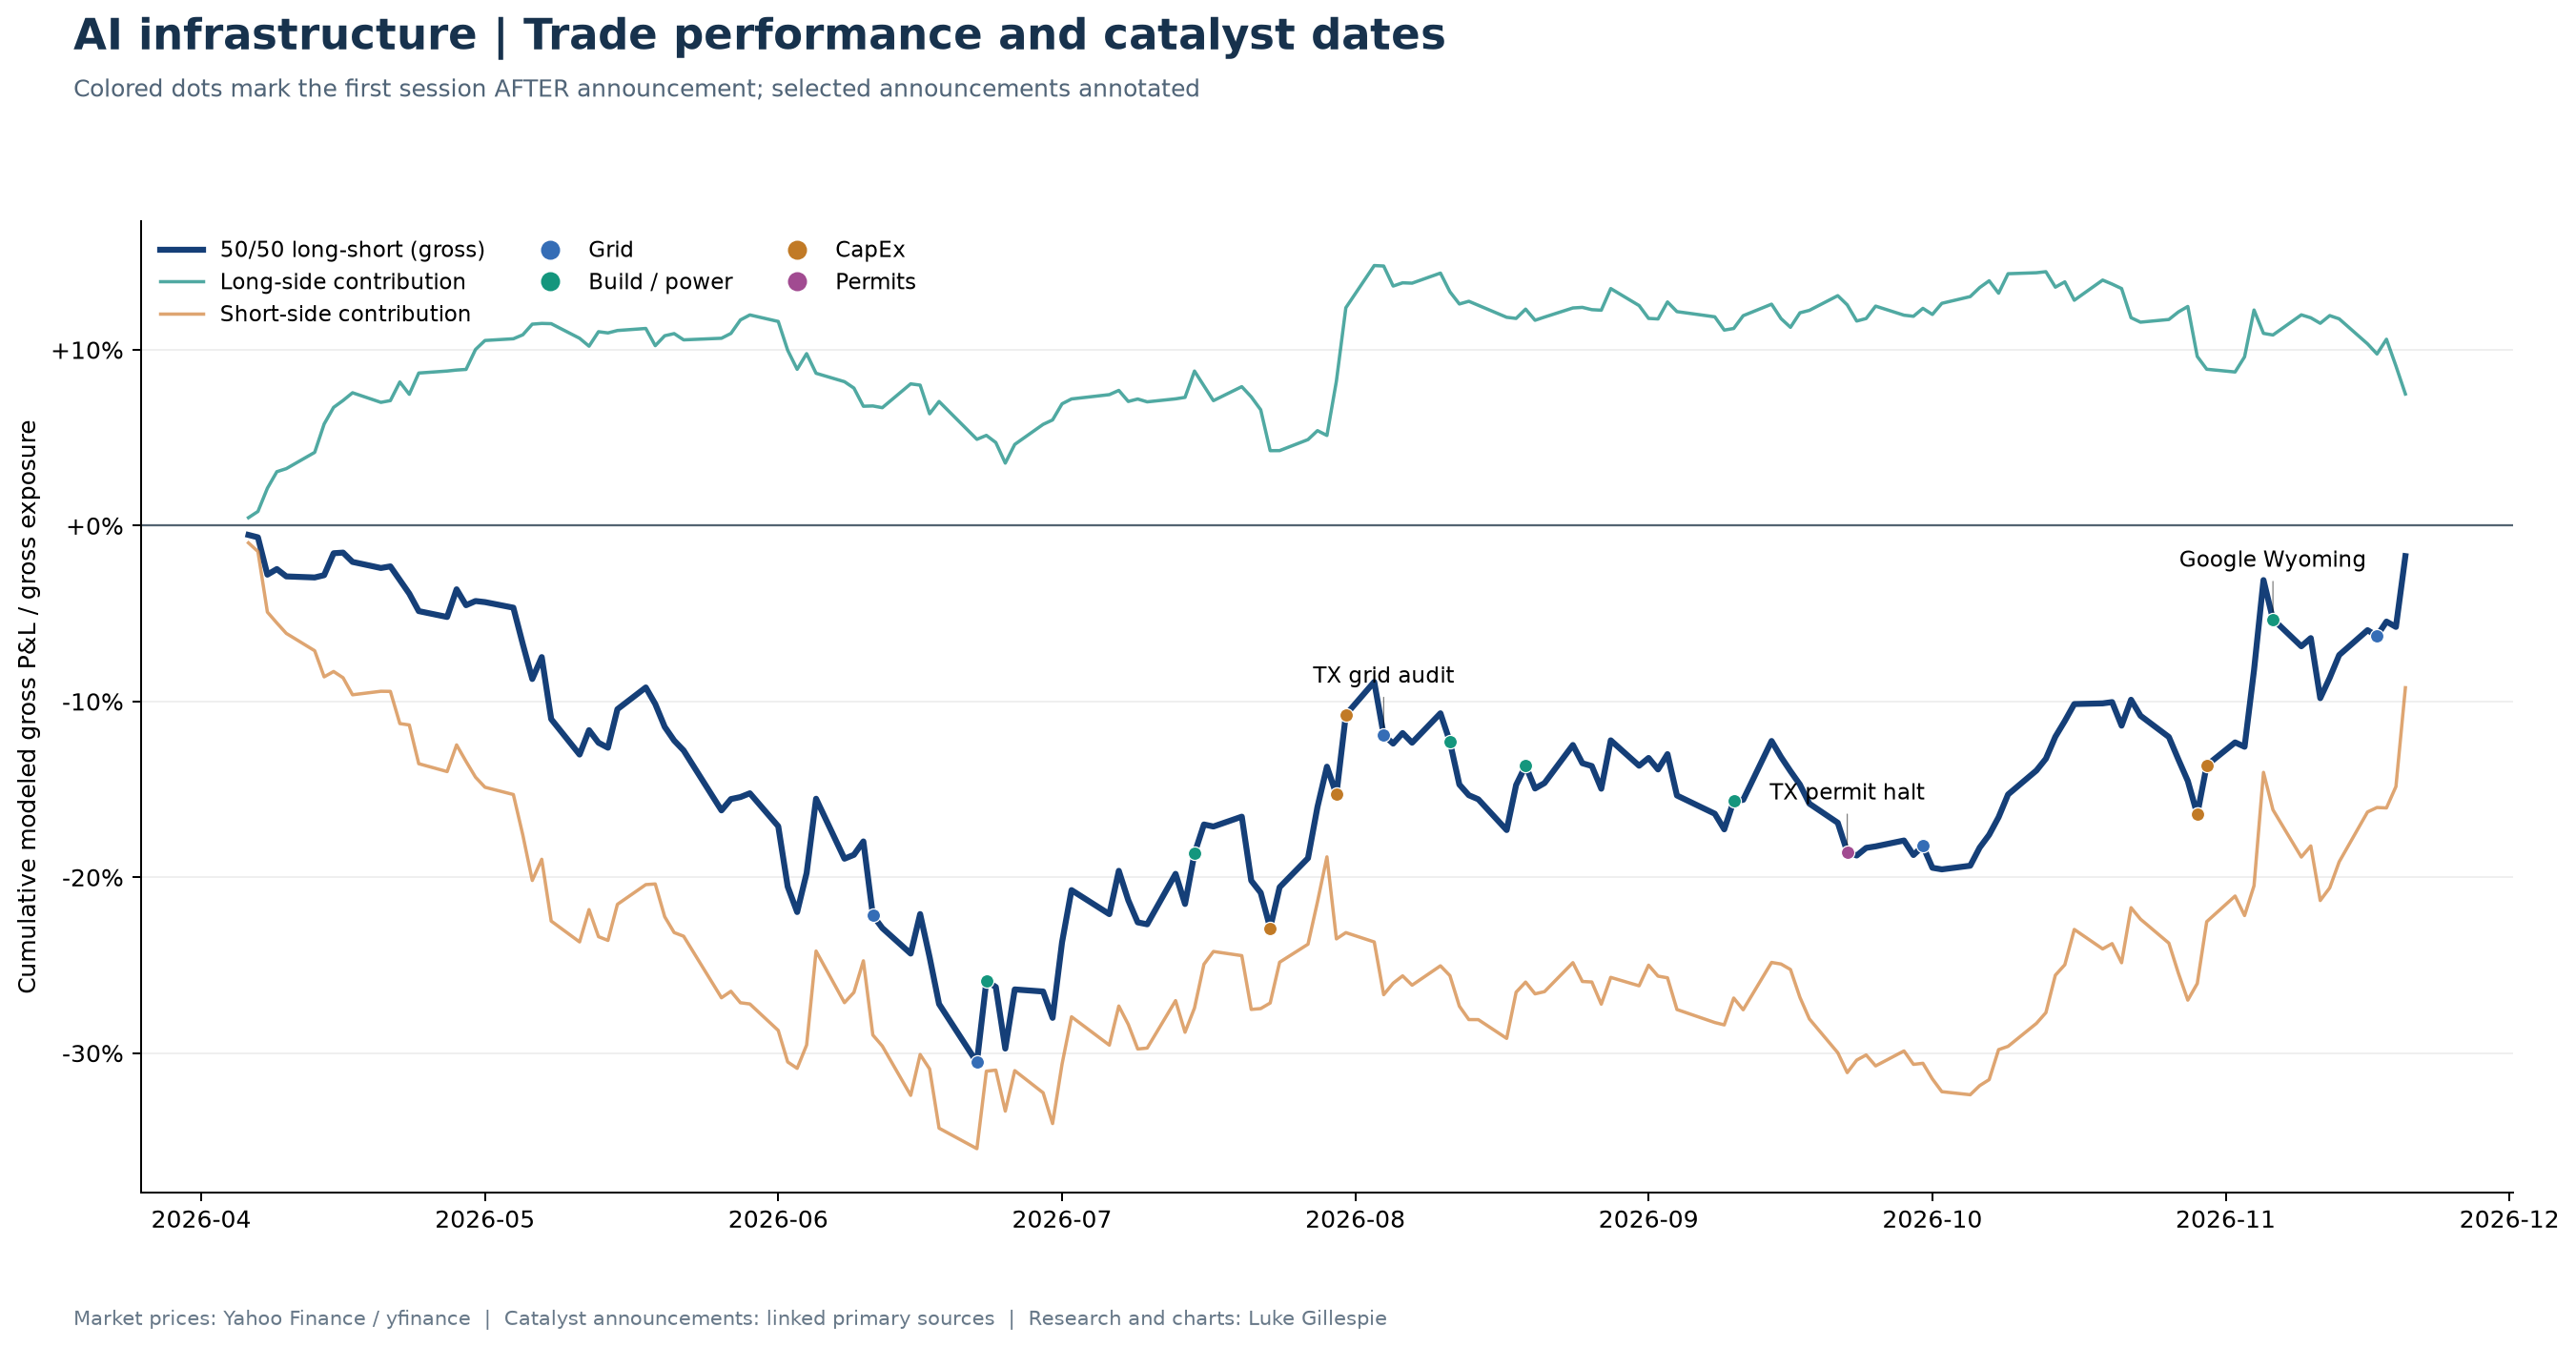 AI infrastructure | Trade performance and catalyst dates
Colored dots mark the first session AFTER announcement; selected announcements annotated
50/50 long-short (gross)
Long-side contribution
Short-side contribution
Grid
Build / power
CapEx
Permits
Cumulative modeled gross P&L / gross exposure
+10%
+0%
-10%
-20%
-30%
TX grid audit
TX permit halt
Google Wyoming
2026-04
2026-05
2026-06
2026-07
2026-08
2026-09
2026-10
2026-11
2026-12
Market prices: Yahoo Finance / yfinance | Catalyst announcements: linked primary sources | Research and charts: Luke Gillespie